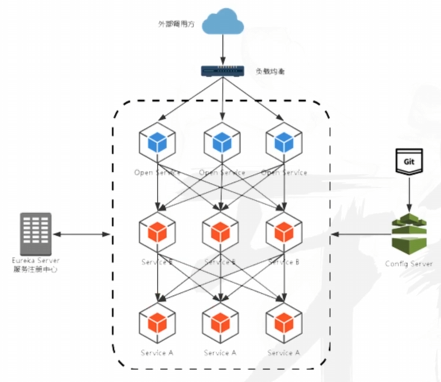 外部调用方
负载均衡
Open Service
Open Service
Open Service
Git
Service B
Service B
Service B
Eureka Server
服务注册中心
Config Server
Service A
Service A
Service A